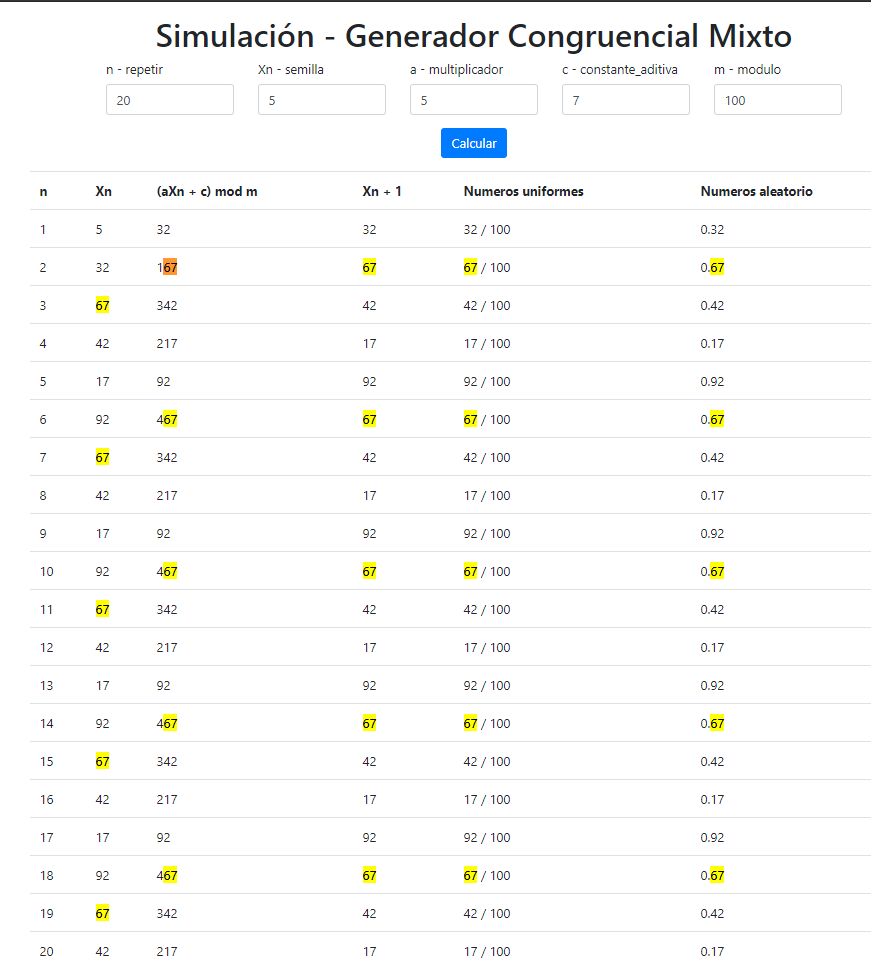 Simulación - Generador Congruencial Mixto
n - repetir Xn - semilla a - multiplicador c - constante_aditiva m - modulo
20 5 5 7 100
Calcular
n Xn (aXn + c) mod m Xn + 1 Numeros uniformes Numeros aleatorio
1 5 32 32 32 / 100 0.32
2 32 167 67 67 / 100 0.67
3 67 342 42 42 / 100 0.42
4 42 217 17 17 / 100 0.17
5 17 92 92 92 / 100 0.92
6 92 467 67 67 / 100 0.67
7 67 342 42 42 / 100 0.42
8 42 217 17 17 / 100 0.17
9 17 92 92 92 / 100 0.92
10 92 467 67 67 / 100 0.67
11 67 342 42 42 / 100 0.42
12 42 217 17 17 / 100 0.17
13 17 92 92 92 / 100 0.92
14 92 467 67 67 / 100 0.67
15 67 342 42 42 / 100 0.42
16 42 217 17 17 / 100 0.17
17 17 92 92 92 / 100 0.92
18 92 467 67 67 / 100 0.67
19 67 342 42 42 / 100 0.42
20 42 217 17 17 / 100 0.17